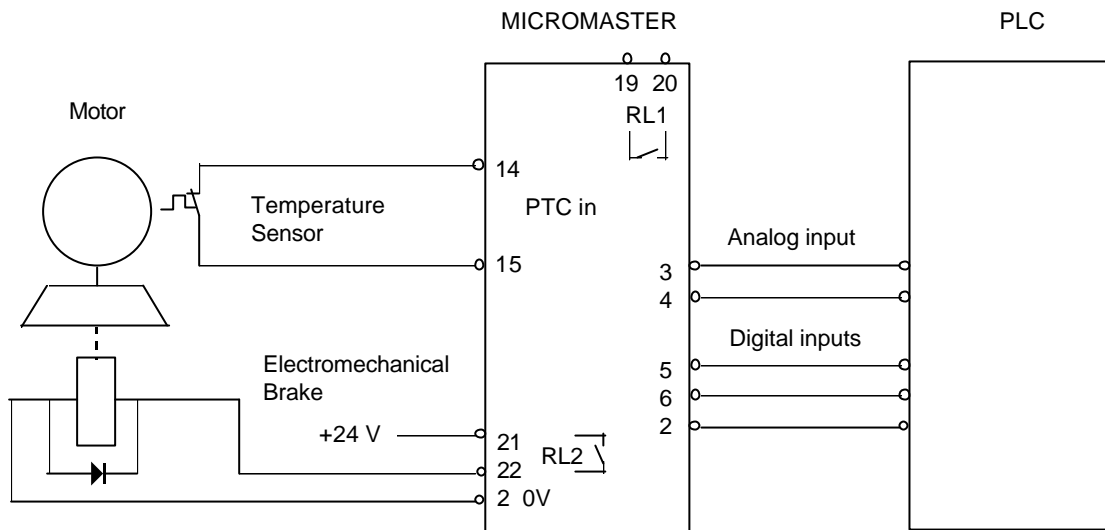 MICROMASTER
PLC
19 20
RL1
Motor
14
Temperature
Sensor
PTC in
15
Analog input
3
4
Digital inputs
5
6
2
Electromechanical
Brake
+24 V
21
22
RL2
2 0V